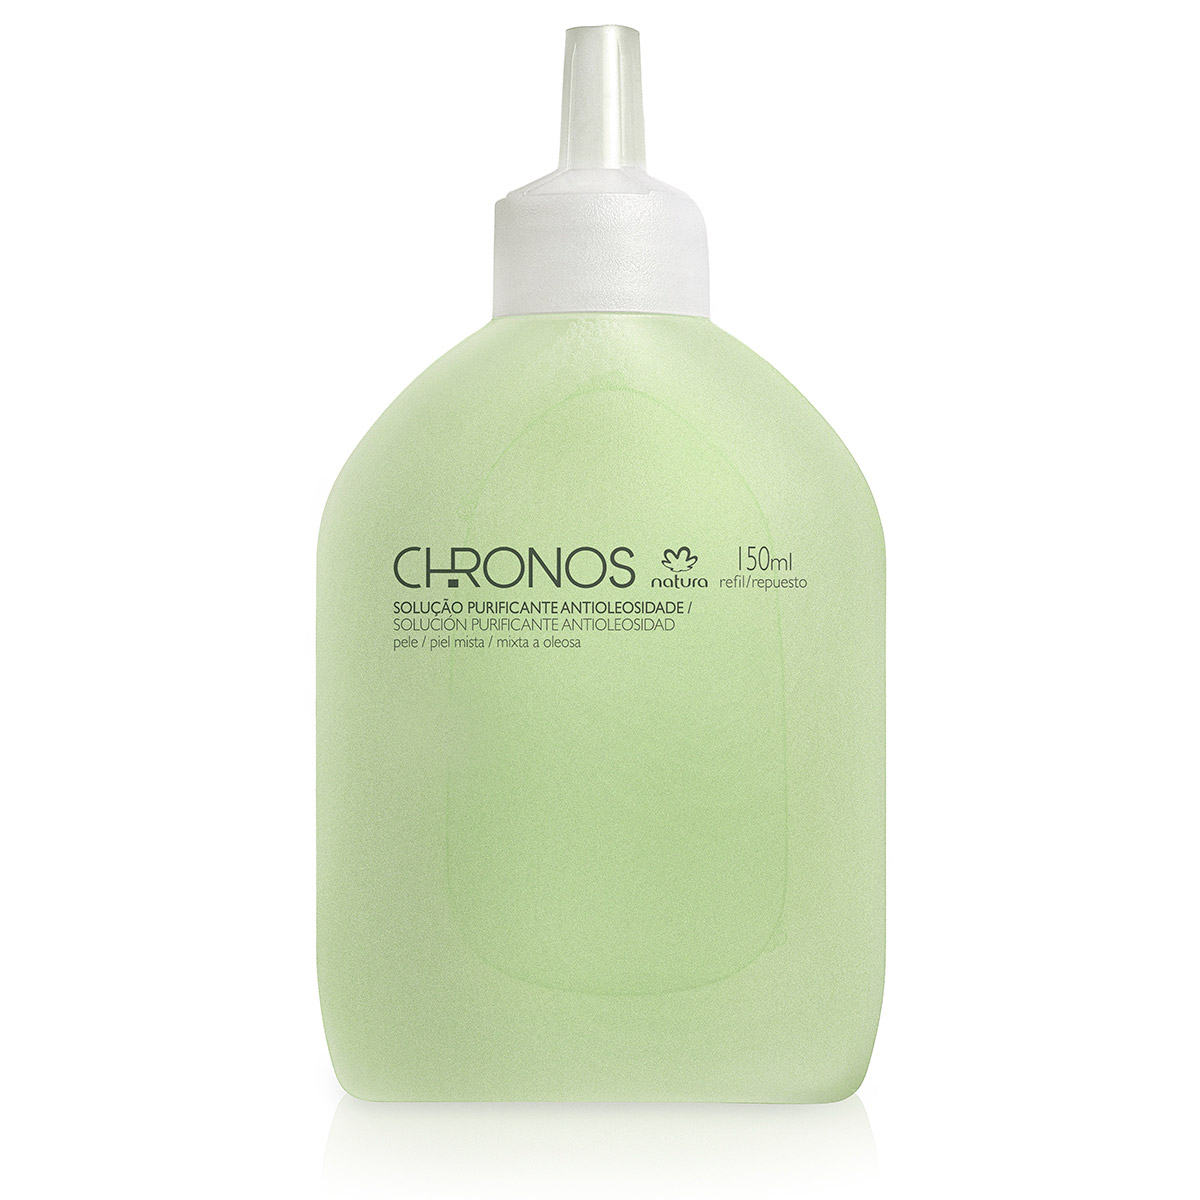 CHRONOS natura 150ml
refil/repuesto
SOLUÇÃO PURIFICANTE ANTIOLEOSIDADE /
SOLUCIÓN PURIFICANTE ANTIOLEOSIDAD
pele / piel mista / mixta a oleosa